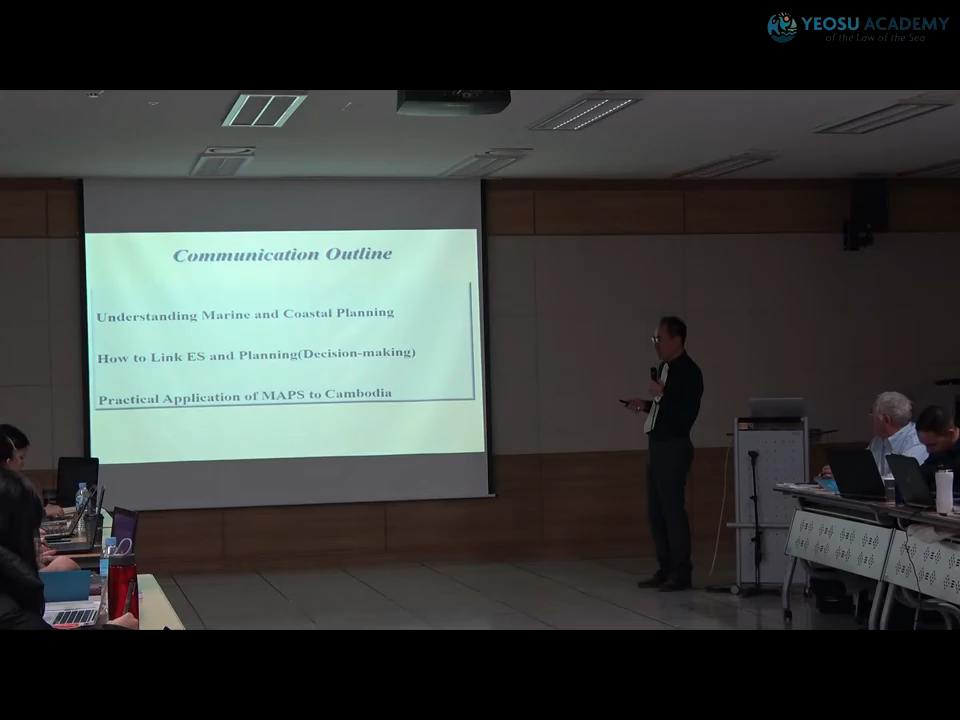 YEOSU ACADEMY
of the Law of the Sea
Communication Outline
Understanding Marine and Coastal Planning
How to Link ES and Planning(Decision-making)
Practical Application of MAPS to Cambodia